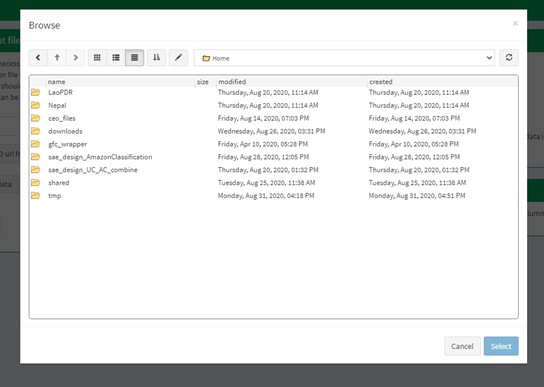 Browse
×
Home
name size modified created
LaoPDR Thursday, Aug 20, 2020, 11:14 AM Thursday, Aug 20, 2020, 11:14 AM
Nepal Thursday, Aug 20, 2020, 11:14 AM Thursday, Aug 20, 2020, 11:14 AM
ceo_files Friday, Aug 14, 2020, 07:03 PM Friday, Aug 14, 2020, 07:03 PM
downloads Wednesday, Aug 26, 2020, 03:31 PM Wednesday, Aug 26, 2020, 03:31 PM
gfc_wrapper Friday, Apr 10, 2020, 05:28 PM Friday, Apr 10, 2020, 05:28 PM
sae_design_AmazonClassification Friday, Aug 28, 2020, 12:05 PM Friday, Aug 28, 2020, 12:05 PM
sae_design_UC_AC_combine Thursday, Aug 20, 2020, 01:32 PM Thursday, Aug 20, 2020, 01:32 PM
shared Tuesday, Aug 25, 2020, 11:38 AM Tuesday, Aug 25, 2020, 11:38 AM
tmp Monday, Aug 31, 2020, 04:16 PM Monday, Aug 31, 2020, 04:51 PM
Cancel Select